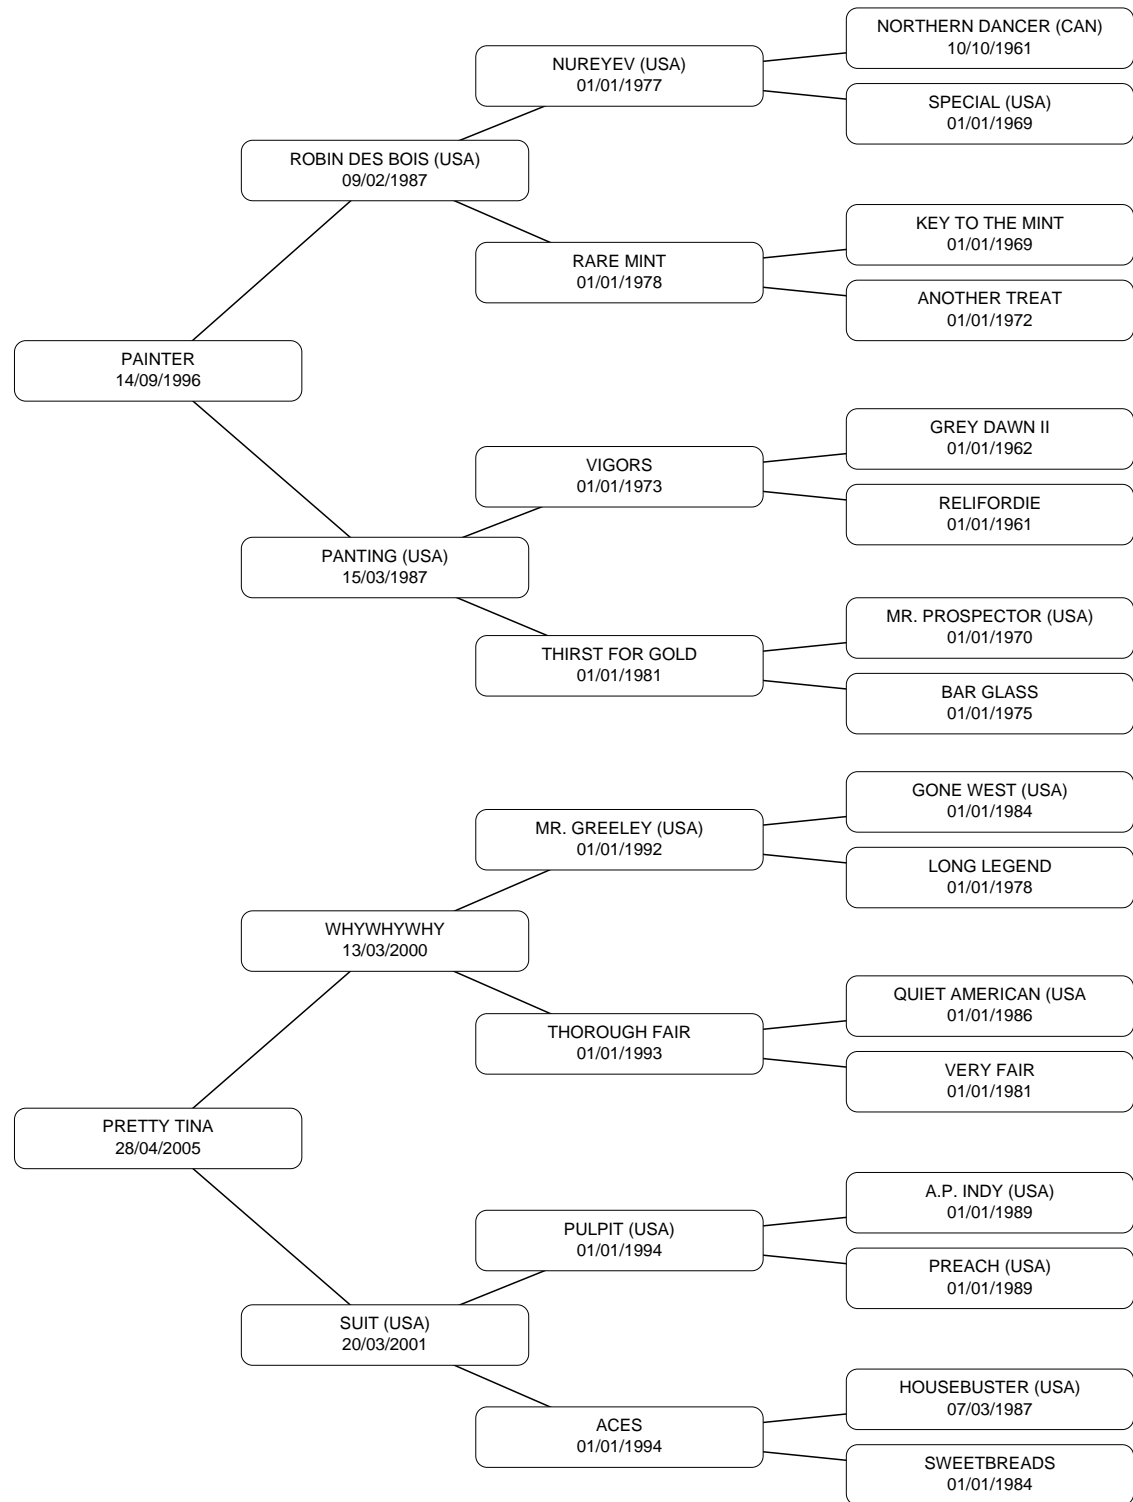 NORTHERN DANCER (CAN)
10/10/1961
NUREYEV (USA)
01/01/1977
SPECIAL (USA)
01/01/1969
ROBIN DES BOIS (USA)
09/02/1987
KEY TO THE MINT
01/01/1969
RARE MINT
01/01/1978
ANOTHER TREAT
01/01/1972
PAINTER
14/09/1996
GREY DAWN II
01/01/1962
VIGORS
01/01/1973
RELIFORDIE
01/01/1961
PANTING (USA)
15/03/1987
MR. PROSPECTOR (USA)
01/01/1970
THIRST FOR GOLD
01/01/1981
BAR GLASS
01/01/1975
GONE WEST (USA)
01/01/1984
MR. GREELEY (USA)
01/01/1992
LONG LEGEND
01/01/1978
WHYWHYWHY
13/03/2000
QUIET AMERICAN (USA
01/01/1986
THOROUGH FAIR
01/01/1993
VERY FAIR
01/01/1981
PRETTY TINA
28/04/2005
A.P. INDY (USA)
01/01/1989
PULPIT (USA)
01/01/1994
PREACH (USA)
01/01/1989
SUIT (USA)
20/03/2001
HOUSEBUSTER (USA)
07/03/1987
ACES
01/01/1994
SWEETBREADS
01/01/1984